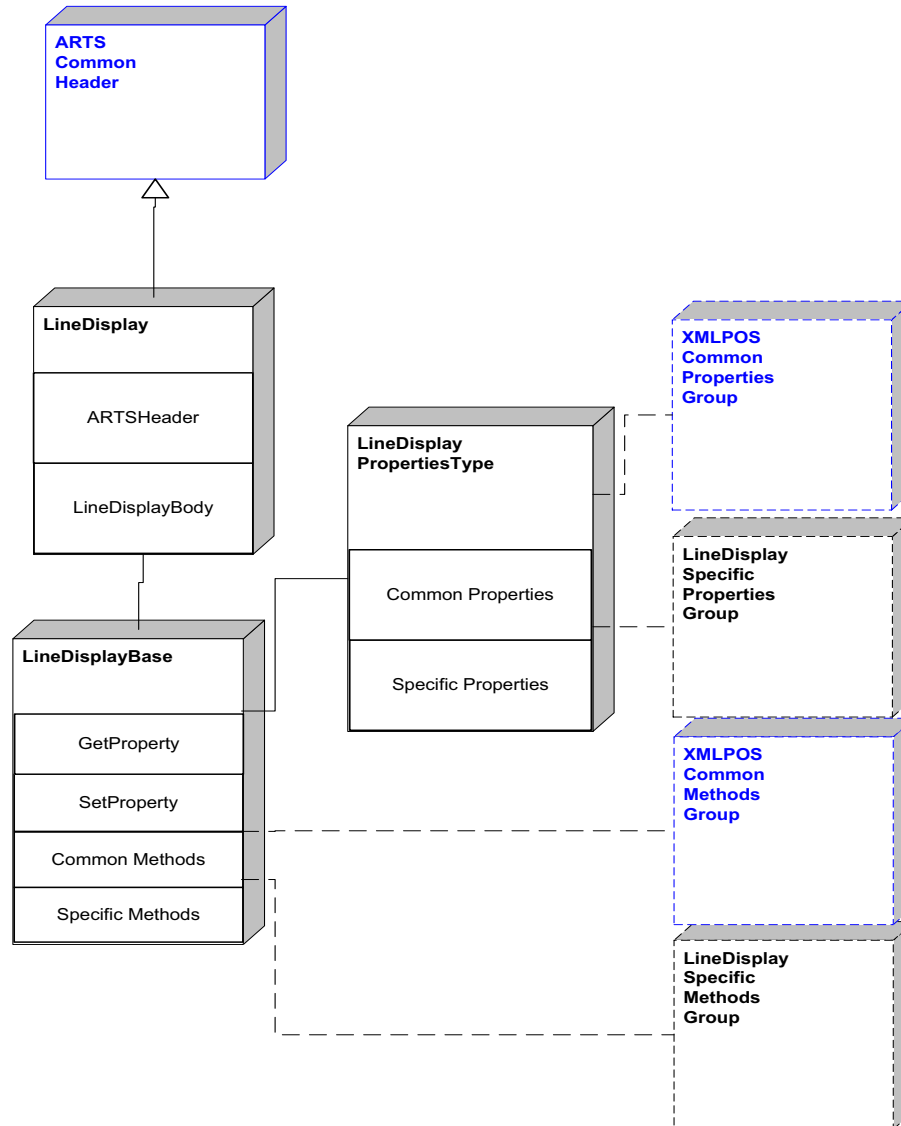 ARTS
Common
Header
LineDisplay
ARTSHeader
LineDisplayBody
LineDisplayBase
GetProperty
SetProperty
Common Methods
Specific Methods
LineDisplay
PropertiesType
Common Properties
Specific Properties
XMLPOS
Common
Properties
Group
LineDisplay
Specific
Properties
Group
XMLPOS
Common
Methods
Group
LineDisplay
Specific
Methods
Group